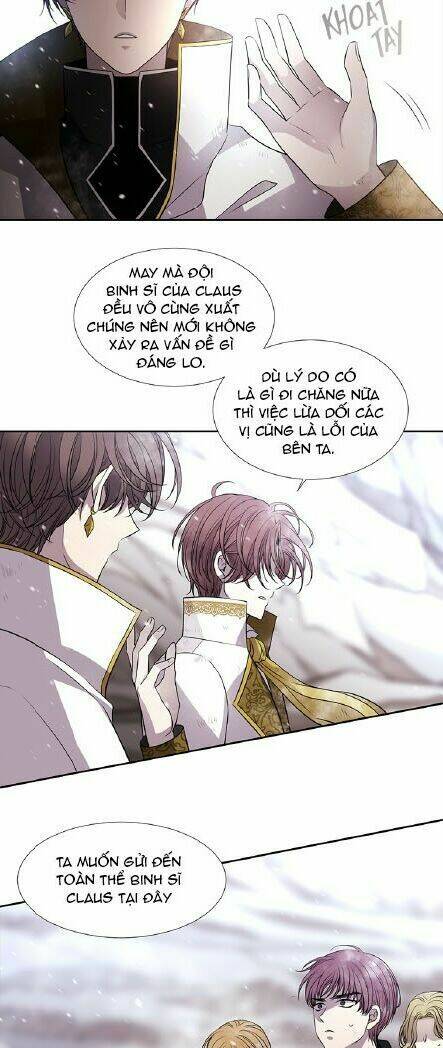 KHOÁT
TAY
MAY MÀ ĐỘI
BINH SĨ CỦA CLAUS
ĐỀU VÔ CÙNG XUẤT
CHÚNG NÊN MỚI KHÔNG
XẢY RA VẤN ĐỀ GÌ
ĐÁNG LO.
DÙ LÝ DO CÓ
LÀ GÌ ĐI CHĂNG NỮA
THÌ VIỆC LỪA DỐI CÁC
VỊ CŨNG LÀ LỖI CỦA
BÊN TA.
TA MUỐN GỬI ĐẾN
TOÀN THỂ BINH SĨ
CLAUS TẠI ĐÂY